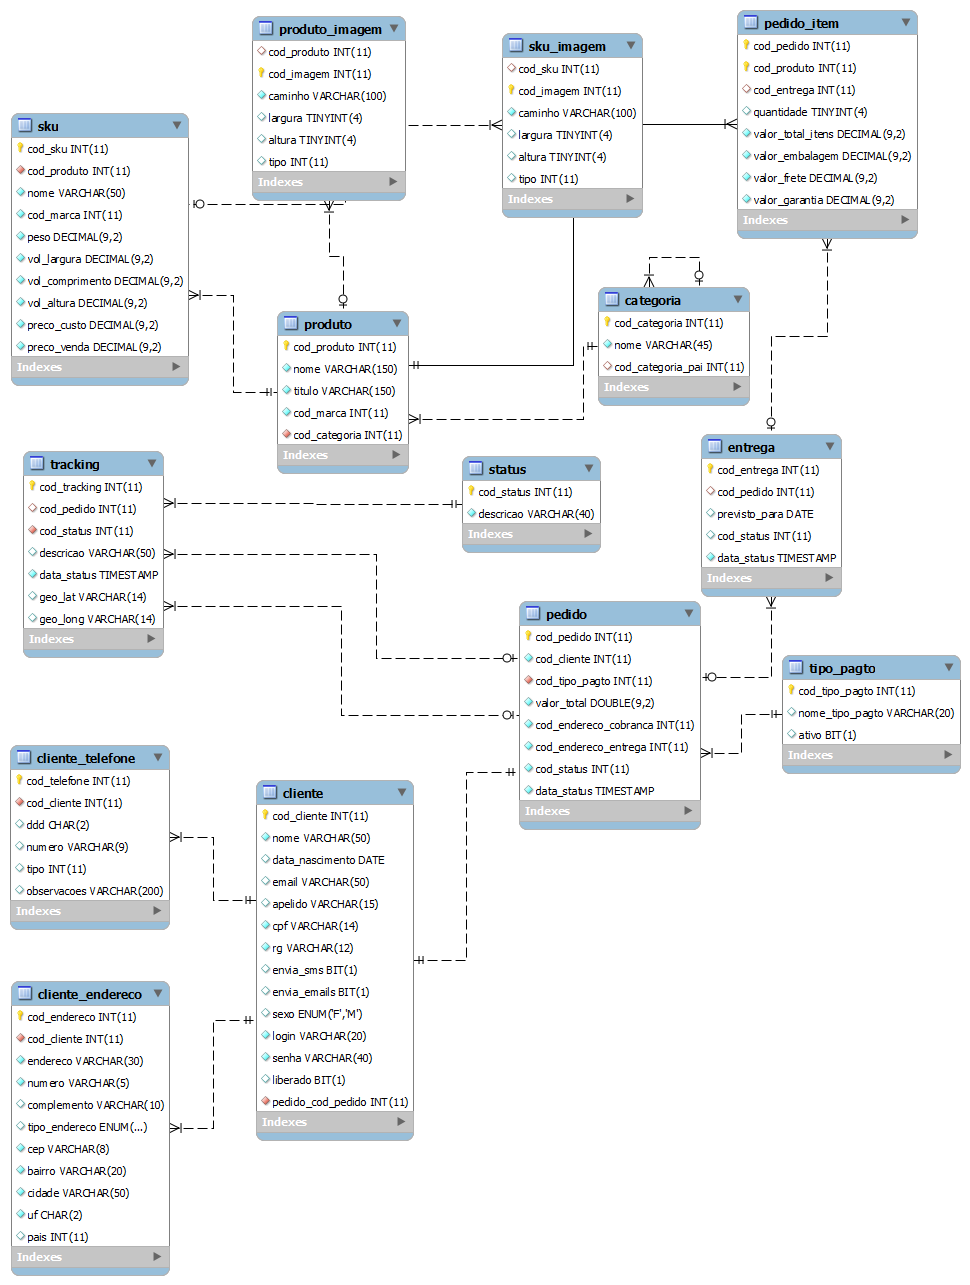 produto_imagem
cod_produto INT(11)
cod_imagem INT(11)
caminho VARCHAR(100)
largura TINYINT(4)
altura TINYINT(4)
tipo INT(11)
Indexes
sku_imagem
cod_sku INT(11)
cod_imagem INT(11)
caminho VARCHAR(100)
largura TINYINT(4)
altura TINYINT(4)
tipo INT(11)
Indexes
pedido_item
cod_pedido INT(11)
cod_produto INT(11)
cod_entrega INT(11)
quantidade TINYINT(4)
valor_total_itens DECIMAL(9,2)
valor_embalagem DECIMAL(9,2)
valor_frete DECIMAL(9,2)
valor_garantia DECIMAL(9,2)
Indexes
sku
cod_sku INT(11)
cod_produto INT(11)
nome VARCHAR(50)
cod_marca INT(11)
peso DECIMAL(9,2)
vol_largura DECIMAL(9,2)
vol_comprimento DECIMAL(9,2)
vol_altura DECIMAL(9,2)
preco_custo DECIMAL(9,2)
preco_venda DECIMAL(9,2)
Indexes
produto
cod_produto INT(11)
nome VARCHAR(150)
titulo VARCHAR(150)
cod_marca INT(11)
cod_categoria INT(11)
Indexes
categoria
cod_categoria INT(11)
nome VARCHAR(45)
cod_categoria_pai INT(11)
Indexes
tracking
cod_tracking INT(11)
cod_pedido INT(11)
cod_status INT(11)
descricao VARCHAR(50)
data_status TIMESTAMP
geo_lat VARCHAR(14)
geo_long VARCHAR(14)
Indexes
status
cod_status INT(11)
descricao VARCHAR(40)
Indexes
entrega
cod_entrega INT(11)
cod_pedido INT(11)
previsto_para DATE
cod_status INT(11)
data_status TIMESTAMP
Indexes
pedido
cod_pedido INT(11)
cod_cliente INT(11)
cod_tipo_pagto INT(11)
valor_total DOUBLE(9,2)
cod_endereco_cobranca INT(11)
cod_endereco_entrega INT(11)
cod_status INT(11)
data_status TIMESTAMP
Indexes
tipo_pagto
cod_tipo_pagto INT(11)
nome_tipo_pagto VARCHAR(20)
ativo BIT(1)
Indexes
cliente_telefone
cod_telefone INT(11)
cod_cliente INT(11)
ddd CHAR(2)
numero VARCHAR(9)
tipo INT(11)
observacoes VARCHAR(200)
Indexes
cliente
cod_cliente INT(11)
nome VARCHAR(50)
data_nascimento DATE
email VARCHAR(50)
apelido VARCHAR(15)
cpf VARCHAR(14)
rg VARCHAR(12)
envia_sms BIT(1)
envia_emails BIT(1)
sexo ENUM('F','M')
login VARCHAR(20)
senha VARCHAR(40)
liberado BIT(1)
pedido_cod_pedido INT(11)
Indexes
cliente_endereco
cod_endereco INT(11)
cod_cliente INT(11)
endereco VARCHAR(30)
numero VARCHAR(5)
complemento VARCHAR(10)
tipo_endereco ENUM(...)
cep VARCHAR(8)
bairro VARCHAR(20)
cidade VARCHAR(50)
uf CHAR(2)
pais INT(11)
Indexes